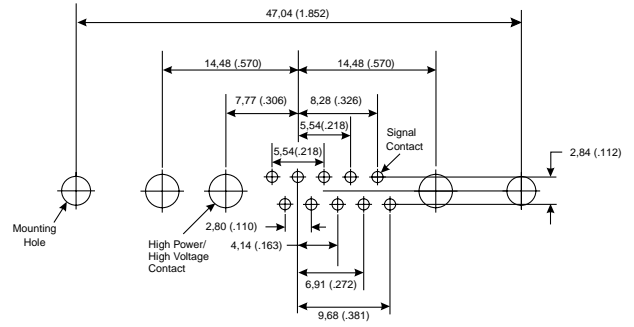 47,04 (1.852)
14,48 (.570)
14,48 (.570)
7,77 (.306)
8,28 (.326)
5,54(.218)
Signal
Contact
5,54(.218)
2,84 (.112)
Mounting
Hole
High Power/
High Voltage
Contact
2,80 (.110)
4,14 (.163)
6,91 (.272)
9,68 (.381)